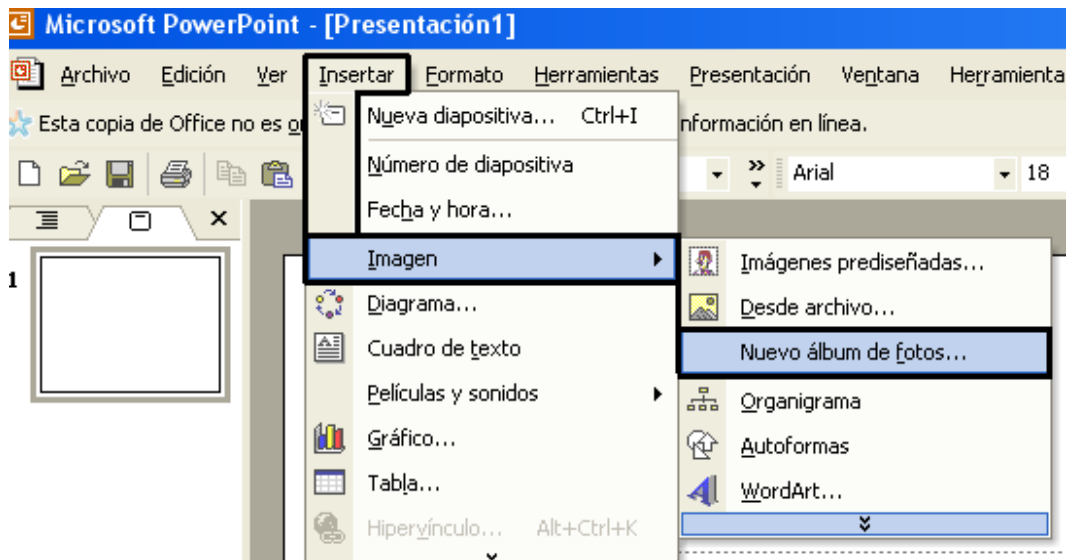 Microsoft PowerPoint - [Presentación1]
Archivo Edición Ver Insertar Formato Herramientas Presentación Ventana Herramienta
Esta copia de Office no es
nformación en línea.
Arial 18
1
Nueva diapositiva... Ctrl+I
Número de diapositiva
Fecha y hora...
Imagen
Diagrama...
Cuadro de texto
Películas y sonidos
Gráfico...
Tabla...
Hipervínculo... Alt+Ctrl+K
Imágenes prediseñadas...
Desde archivo...
Nuevo álbum de fotos...
Organigrama
Autoformas
WordArt...